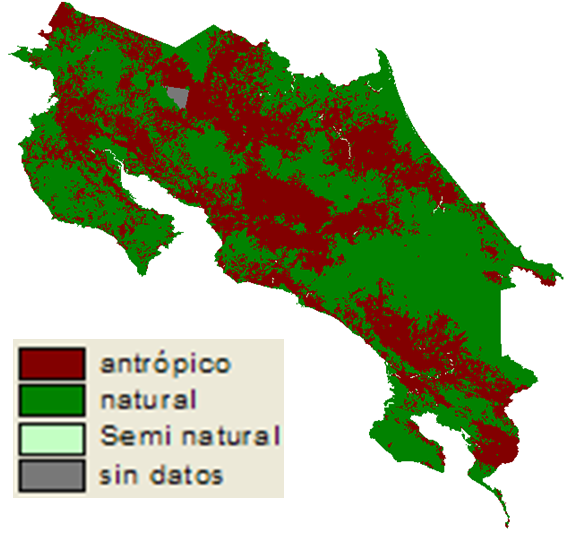 antrópico
natural
Semi natural
sin datos